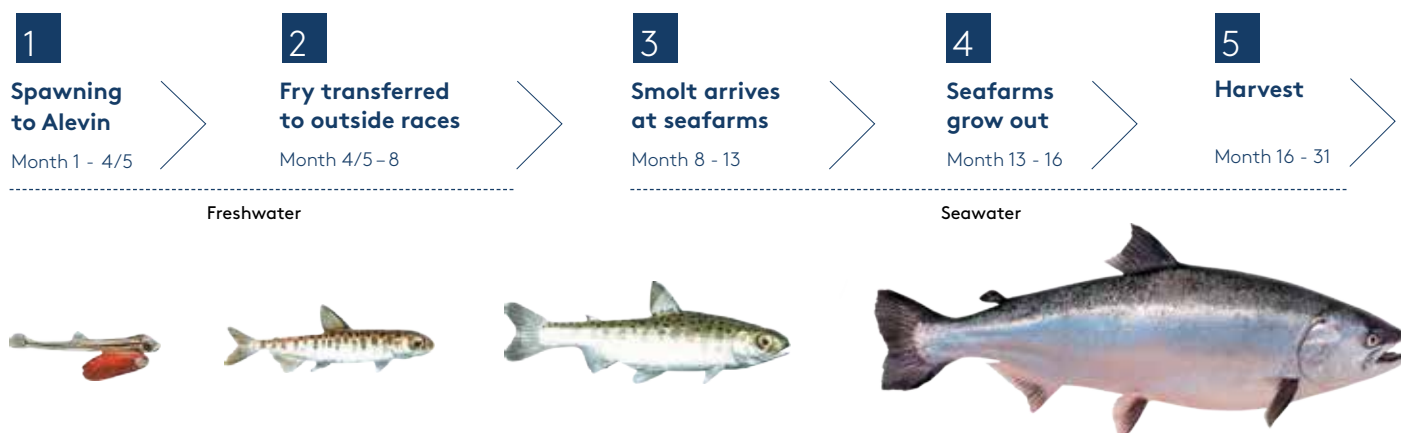 1
Spawning
to Alevin
Month 1 - 4/5
2
Fry transferred
to outside races
Month 4/5 – 8
3
Smolt arrives
at seafarms
Month 8 - 13
4
Seafarms
grow out
Month 13 - 16
5
Harvest
Month 16 - 31
Freshwater
Seawater